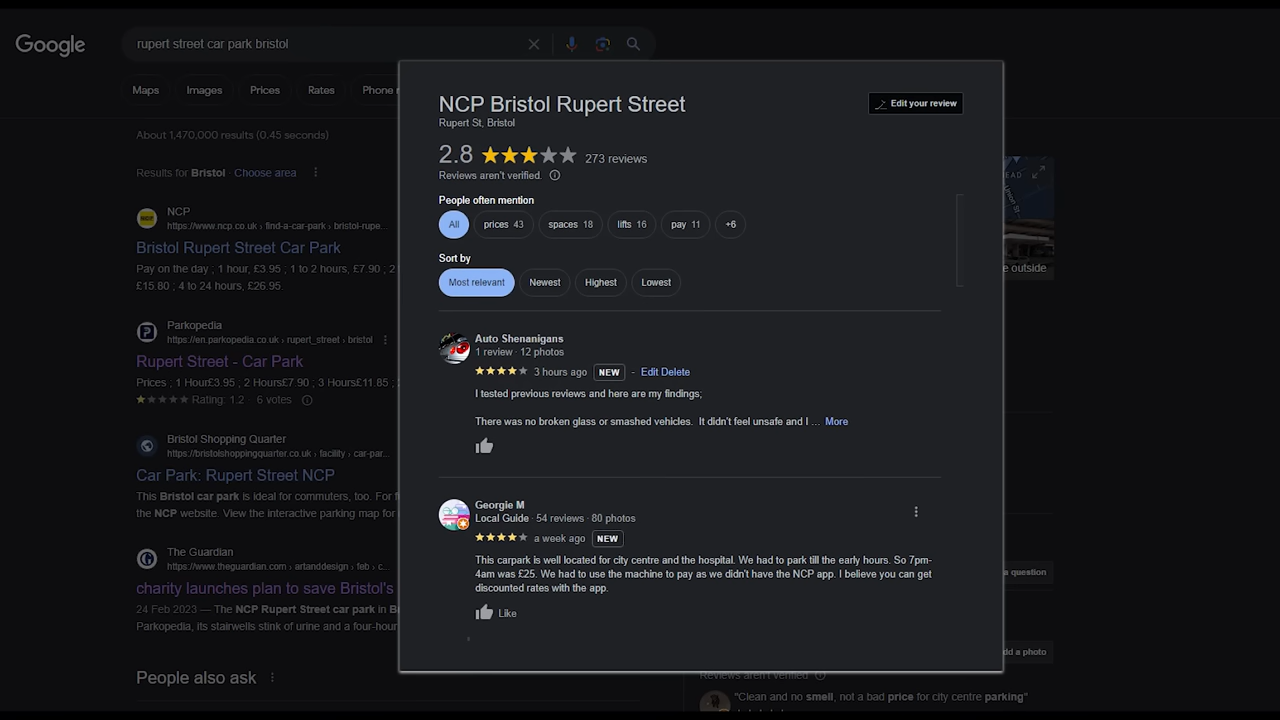 Google
rupert street car park bristol
Maps
Images
Prices
Rates
Phone
About 1,470,000 results (0.45 seconds)
Results for Bristol · Choose area
NCP
NCP
https://www.ncp.co.uk › find-a-car-park › bristol-rupe...
Bristol Rupert Street Car Park
Pay on the day ; 1 hour, £3.95 ; 1 to 2 hours, £7.90 ; 2
£15.80 ; 4 to 24 hours, £26.95.
Parkopedia
https://en.parkopedia.co.uk › rupert_street › bristol
Rupert Street - Car Park
Prices ; 1 Hour£3.95 ; 2 Hours£7.90 ; 3 Hours£11.85 ;
Rating: 1.2 · 6 votes
Bristol Shopping Quarter
https://bristolshoppingquarter.co.uk › facility › car-par...
Car Park: Rupert Street NCP
This Bristol car park is ideal for commuters, too. For
the NCP website. View the interactive parking map for
The Guardian
https://www.theguardian.com › artanddesign › feb › c...
charity launches plan to save Bristol's
24 Feb 2023 — The NCP Rupert Street car park in
Parkopedia, its stairwells stink of urine and a four-hour
People also ask
NCP Bristol Rupert Street
Edit your review
Rupert St, Bristol
2.8
273 reviews
Reviews aren't verified.
People often mention
All
prices 43
spaces 18
lifts 16
pay 11
+6
Sort by
Most relevant
Newest
Highest
Lowest
Auto Shenanigans
1 review · 12 photos
3 hours ago NEW - Edit Delete
I tested previous reviews and here are my findings;
There was no broken glass or smashed vehicles. It didn't feel unsafe and I ... More
Georgie M
Local Guide · 54 reviews · 80 photos
a week ago NEW
This carpark is well located for city centre and the hospital. We had to park till the early hours. So 7pm-
4am was £25. We had to use the machine to pay as we didn't have the NCP app. I believe you can get
discounted rates with the app.
Like
Union St
outside
a question
a photo
Reviews aren't verified
"Clean and no smell, not a bad price for city centre parking"